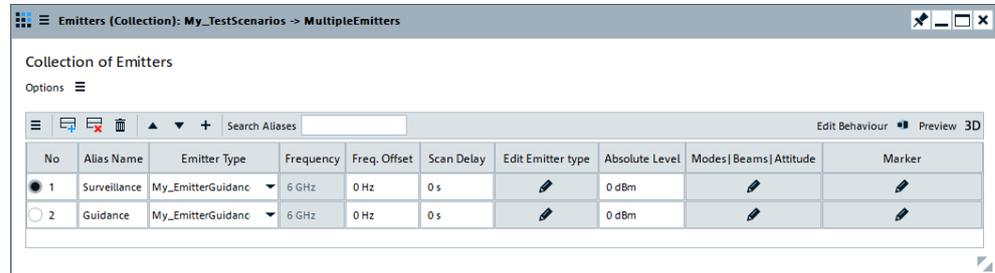 Emitters (Collection): My_TestScenarios -> MultipleEmitters
Collection of Emitters
Options
Search Aliases Edit Behaviour Preview 3D
No Alias Name Emitter Type Frequency Freq. Offset Scan Delay Edit Emitter type Absolute Level Modes|Beams|Attitude Marker
1 Surveillance My_EmitterGuidanc 6 GHz 0 Hz 0 s 0 dBm
2 Guidance My_EmitterGuidanc 6 GHz 0 Hz 0 s 0 dBm